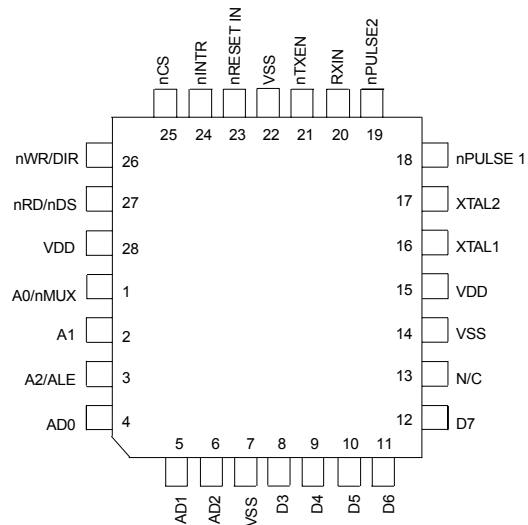 nCS
nINTR
nRESET IN
VSS
nTXEN
RXIN
nPULSE2
25
24
23
22
21
20
19
nWR/DIR
26
18
nPULSE 1
nRD/nDS
27
17
XTAL2
VDD
28
16
XTAL1
A0/nMUX
1
15
VDD
A1
2
14
VSS
A2/ALE
3
13
N/C
AD0
4
12
D7
5
6
7
8
9
10
11
AD1
AD2
VSS
D3
D4
D5
D6